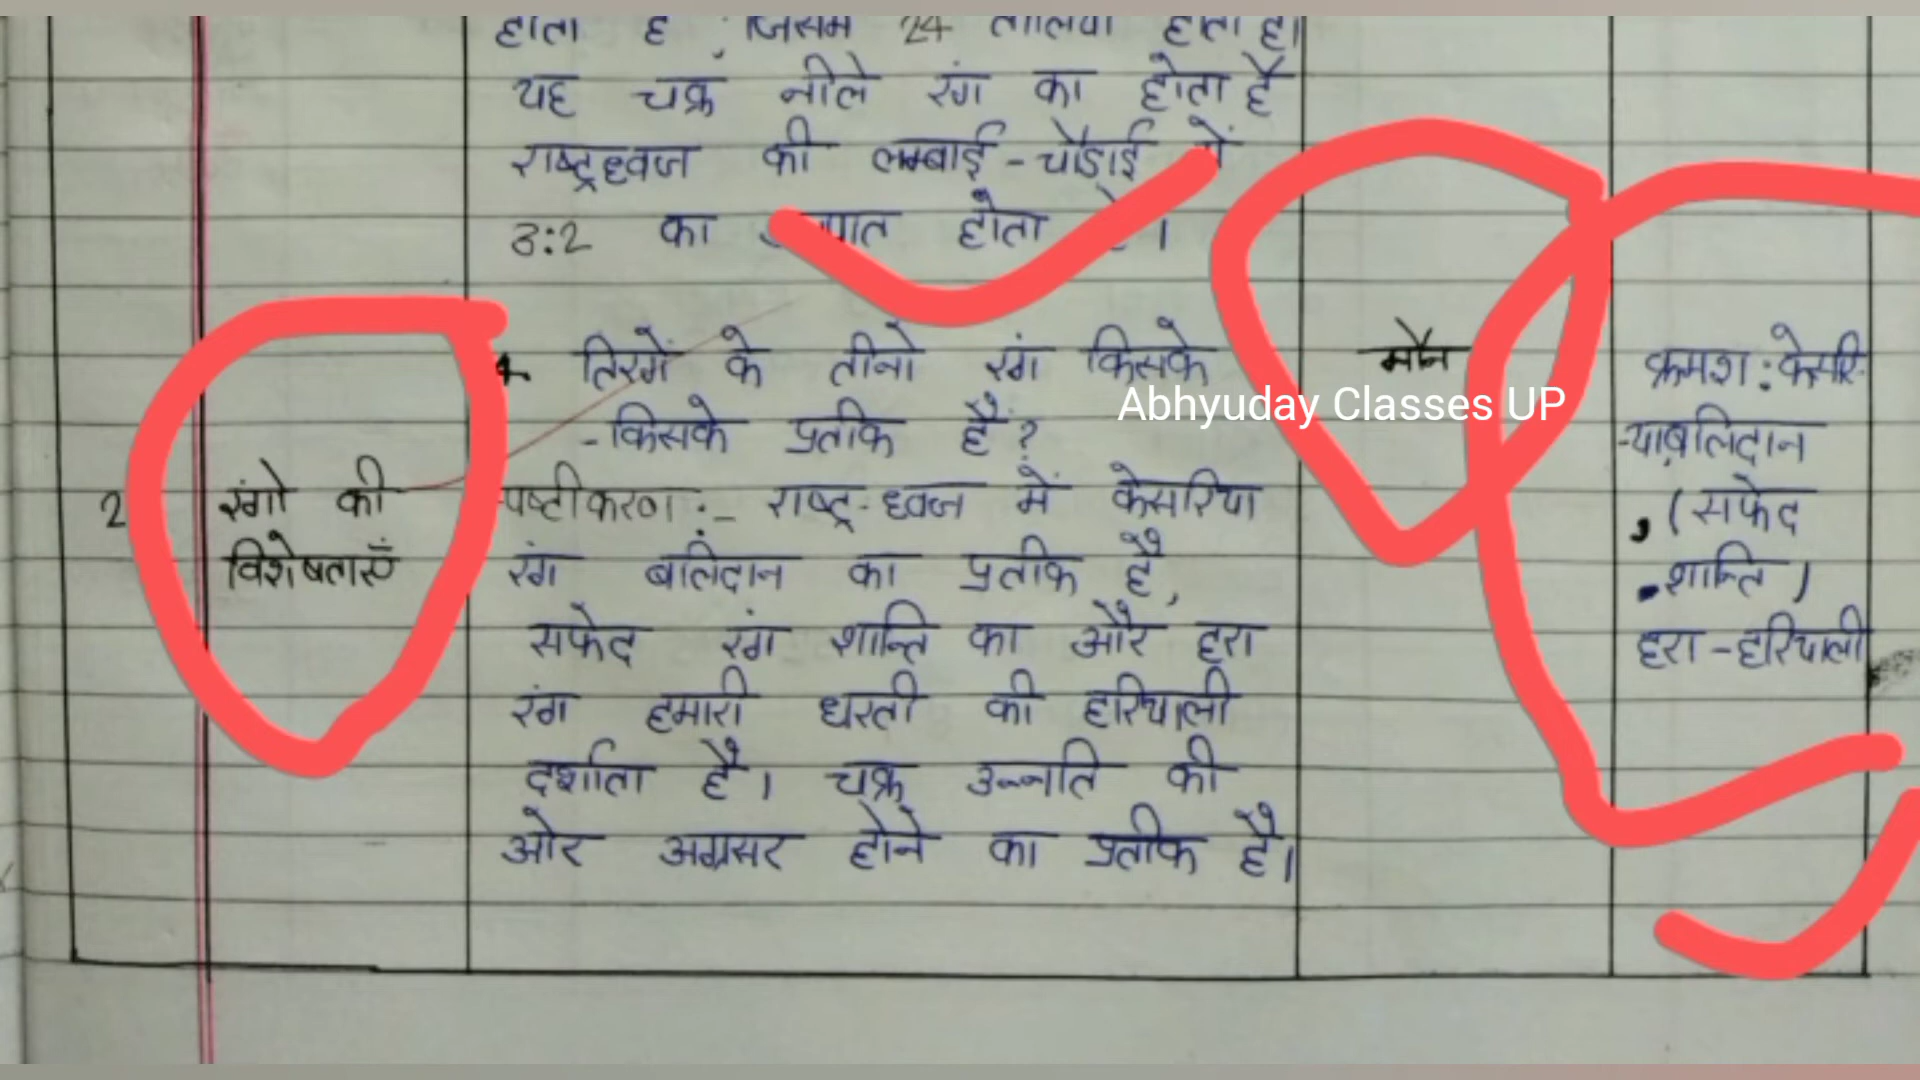 होता है जिसमें 24 तीलियां होती है।
यह चक्र नीले रंग का होता है
राष्ट्रध्वज की लम्बाई-चौडाई में
3:2 का होता है।
तिरंगें के तीनो रंग किसके
-किसके प्रतीक है?
मौन
Abhyuday Classes UP
2 रंगो की
विशेषताएँ
स्पष्टीकरण:- राष्ट्र-ध्वज में केसरिया
रंग बलिदान का प्रतीक है,
सफेद रंग शान्ति का और हरा
रंग हमारी धरती की हरियाली
दर्शाता है। चक्र उन्नति की
ओर अग्रसर होने का प्रतीक है।
क्रमश: केसरि-
-या बलिदान
, (सफेद
शान्ति)
हरा-हरियाली